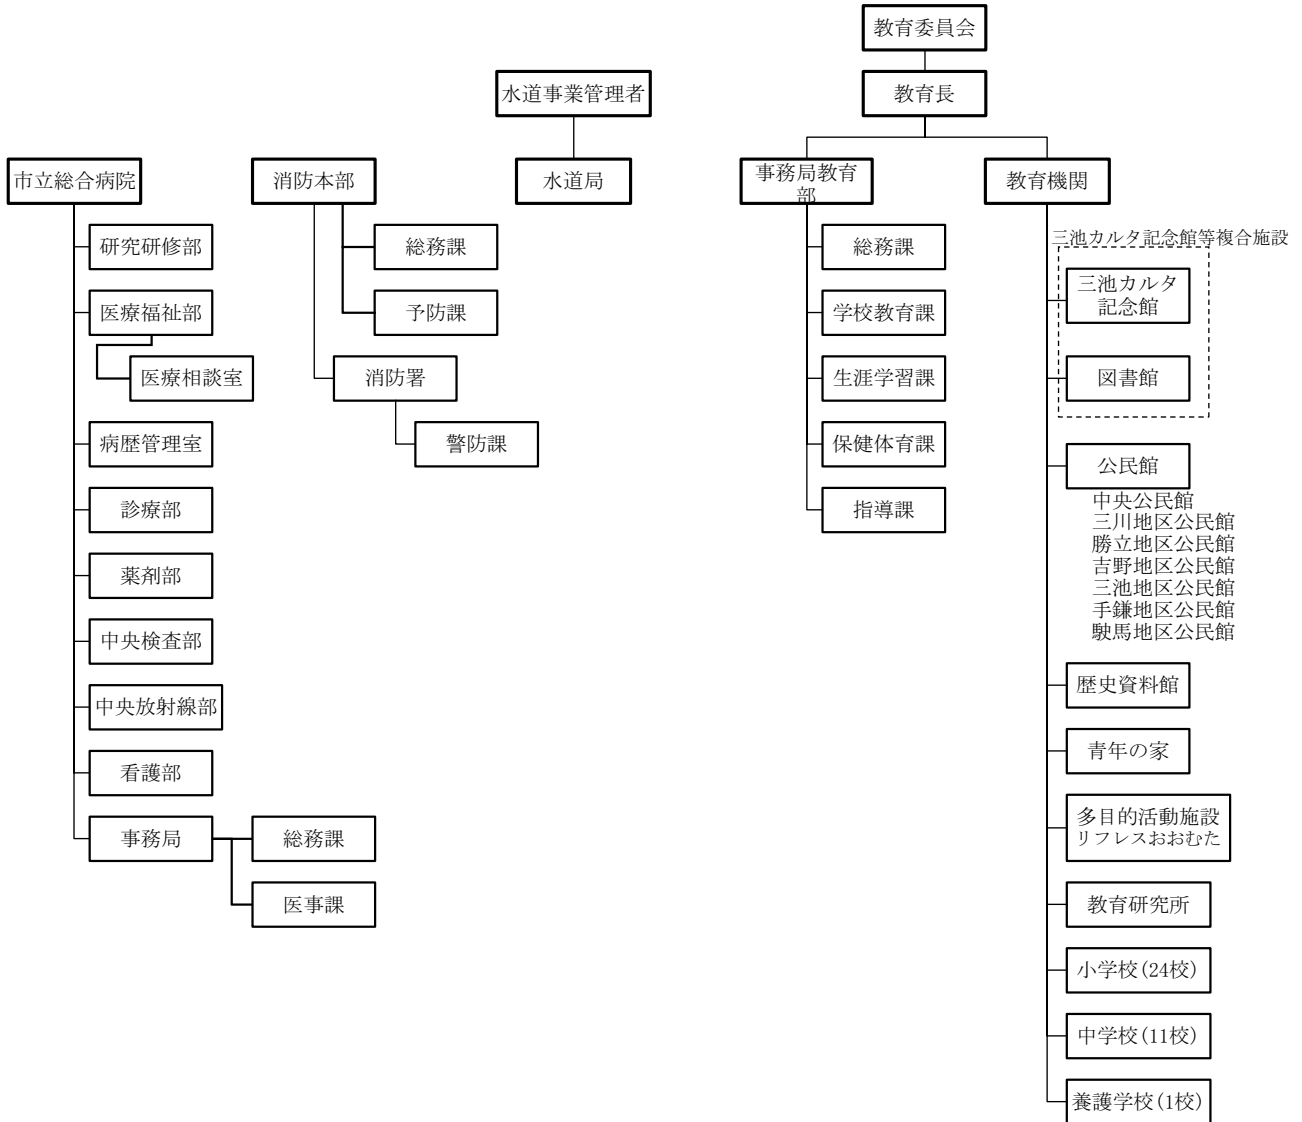 教育委員会
水道事業管理者
教育長
市立総合病院
消防本部
水道局
事務局教育
部
教育機関
研究研修部
医療福祉部
医療相談室
病歴管理室
診療部
薬剤部
中央検査部
中央放射線部
看護部
事務局
総務課
医事課
総務課
予防課
消防署
警防課
総務課
学校教育課
生涯学習課
保健体育課
指導課
三池カルタ記念館等複合施設
三池カルタ
記念館
図書館
公民館
中央公民館
三川地区公民館
勝立地区公民館
吉野地区公民館
三池地区公民館
手鎌地区公民館
駛馬地区公民館
歴史資料館
青年の家
多目的活動施設
リフレスおおむた
教育研究所
小学校(24校)
中学校(11校)
養護学校(1校)